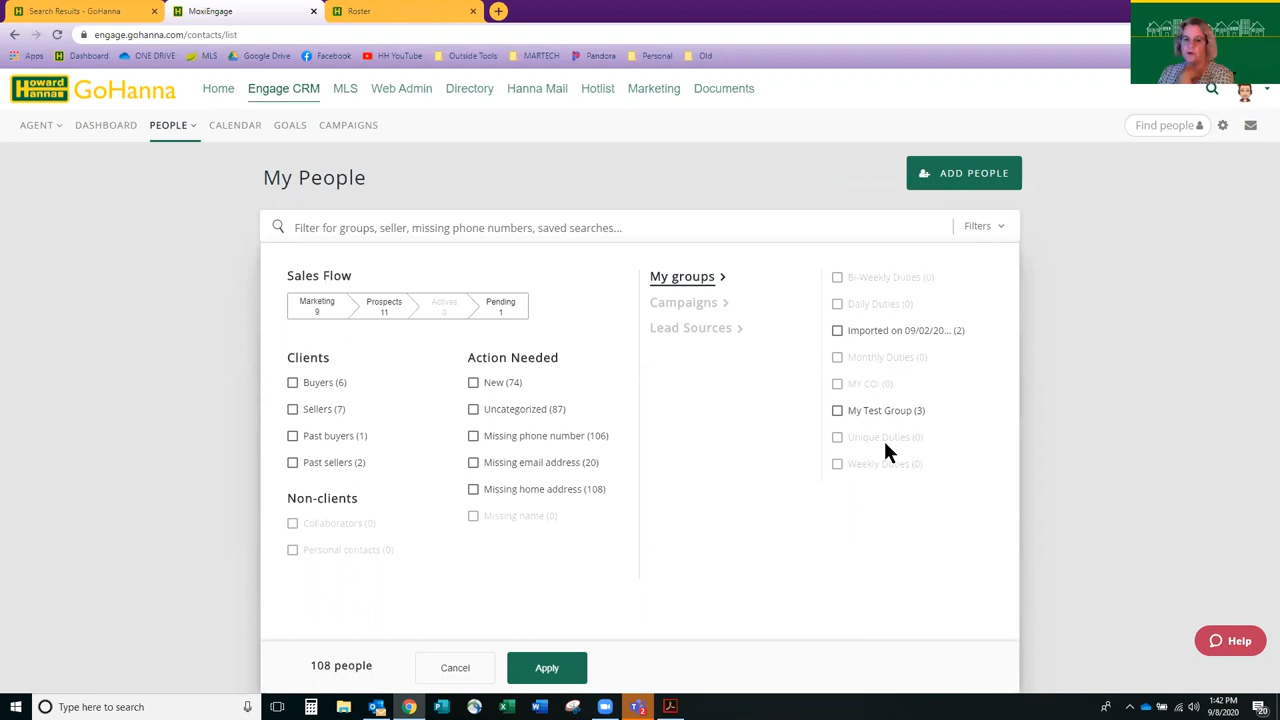 Search Results - GoHanna
MoxiEngage
Roster
engage.gohanna.com/contacts/list
Apps
Dashboard
ONE DRIVE
MLS
Google Drive
Facebook
HH YouTube
Outside Tools
MARTECH
Pandora
Personal
Old
Howard Hanna GoHanna
Home
Engage CRM
MLS
Web Admin
Directory
Hanna Mail
Hotlist
Marketing
Documents
AGENT
DASHBOARD
PEOPLE
CALENDAR
GOALS
CAMPAIGNS
Find people
My People
ADD PEOPLE
Filter for groups, seller, missing phone numbers, saved searches...
Filters
Sales Flow
Marketing 9
Prospects 11
Actives 0
Pending 1
Clients
Buyers (6)
Sellers (7)
Past buyers (1)
Past sellers (2)
Non-clients
Collaborators (0)
Personal contacts (0)
Action Needed
New (74)
Uncategorized (87)
Missing phone number (106)
Missing email address (20)
Missing home address (108)
Missing name (0)
My groups
Campaigns
Lead Sources
Bi-Weekly Duties (0)
Daily Duties (0)
Imported on 09/02/20... (2)
Monthly Duties (0)
MY COI (0)
My Test Group (3)
Unique Duties (0)
Weekly Duties (0)
108 people
Cancel
Apply
Help
Type here to search
1:42 PM
9/8/2020